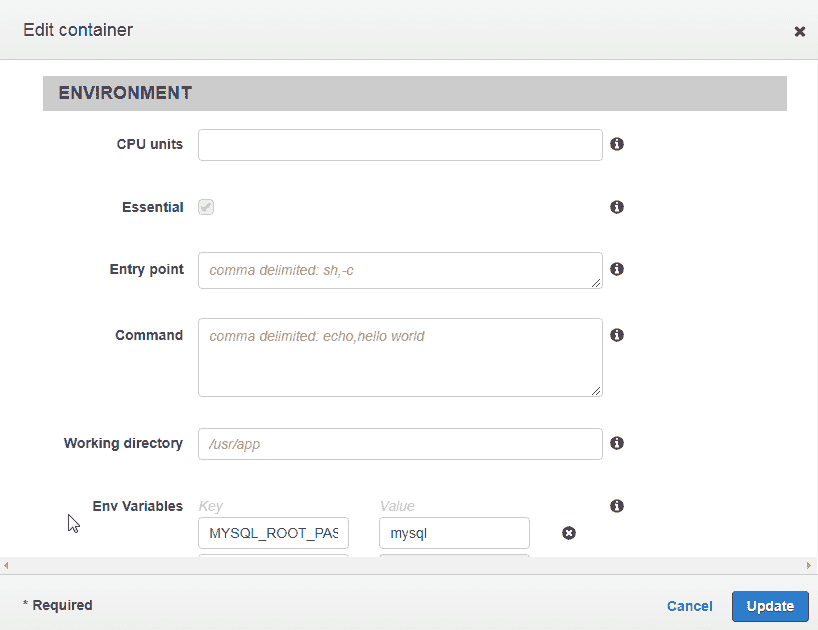 Edit container
ENVIRONMENT
CPU units
Essential
Entry point comma delimited: sh,-c
Command comma delimited: echo,hello world
Working directory /usr/app
Env Variables Key Value
MYSQL_ROOT_PAS mysql
* Required Cancel Update